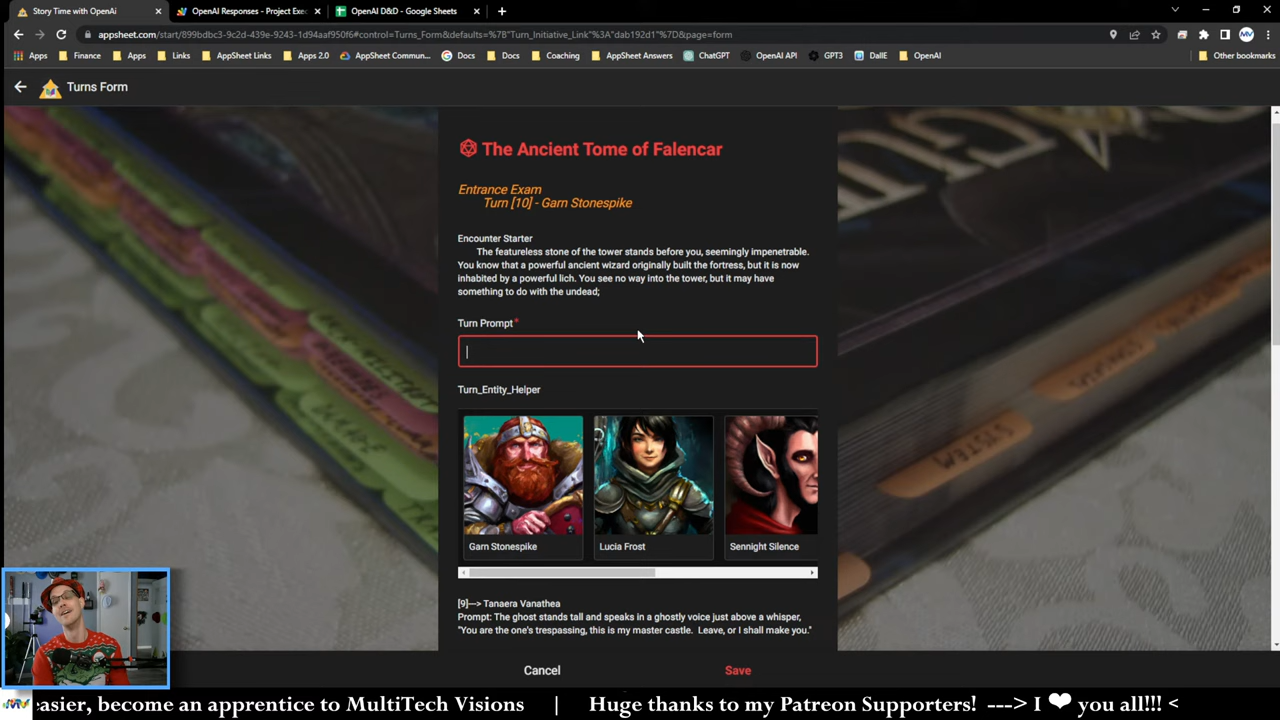 Story Time with OpenAi
OpenAI Responses - Project Exec
OpenAI D&D - Google Sheets
appsheet.com/start/899bdbc3-9c2d-439e-9243-1d94aaf950f6#control=Turns_Form&defaults=%7B"Turn_Initiative_Link"%3A"dab192d1"%7D&page=form
Apps Finance Apps Links AppSheet Links Apps 2.0 AppSheet Commun... Docs Docs Coaching AppSheet Answers ChatGPT OpenAI API GPT3 DallE OpenAI Other bookmarks
Turns Form
The Ancient Tome of Falencar
Entrance Exam
Turn [10] - Garn Stonespike
Encounter Starter
The featureless stone of the tower stands before you, seemingly impenetrable.
You know that a powerful ancient wizard originally built the fortress, but it is now
inhabited by a powerful lich. You see no way into the tower, but it may have
something to do with the undead;
Turn Prompt*
Turn_Entity_Helper
Garn Stonespike
Lucia Frost
Sennight Silence
[9]---> Tanaera Vanathea
Prompt: The ghost stands tall and speaks in a ghostly voice just above a whisper,
"You are the one's trespassing, this is my master castle. Leave, or I shall make you."
Cancel
Save
SYSTEM
MV
easier, become an apprentice to MultiTech Visions | Huge thanks to my Patreon Supporters! ---> I ❤ you all!!! <